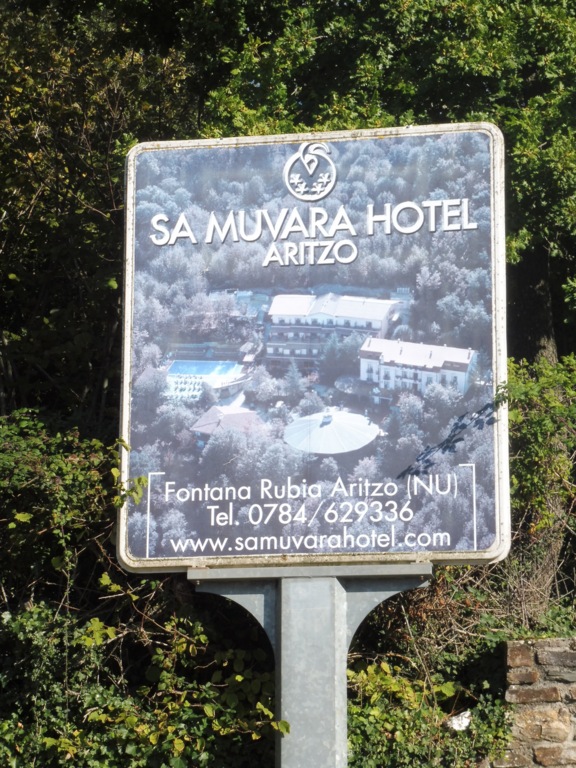 SA MUVARA HOTEL
ARITZO
Fontana Rubia Aritzo (NU)
Tel. 0784/629336
www.samuvarahotel.com